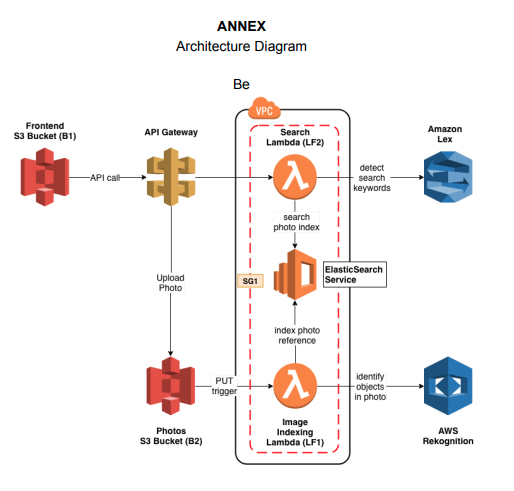 ANNEX
Architecture Diagram
Be
VPC
Frontend
S3 Bucket (B1)
API Gateway
Search
Lambda (LF2)
Amazon
Lex
API call
detect
search
keywords
search
photo index
SG1
ElasticSearch
Service
Upload
Photo
index photo
reference
PUT
trigger
identify
objects
in photo
Photos
S3 Bucket (B2)
Image
Indexing
Lambda (LF1)
AWS
Rekognition